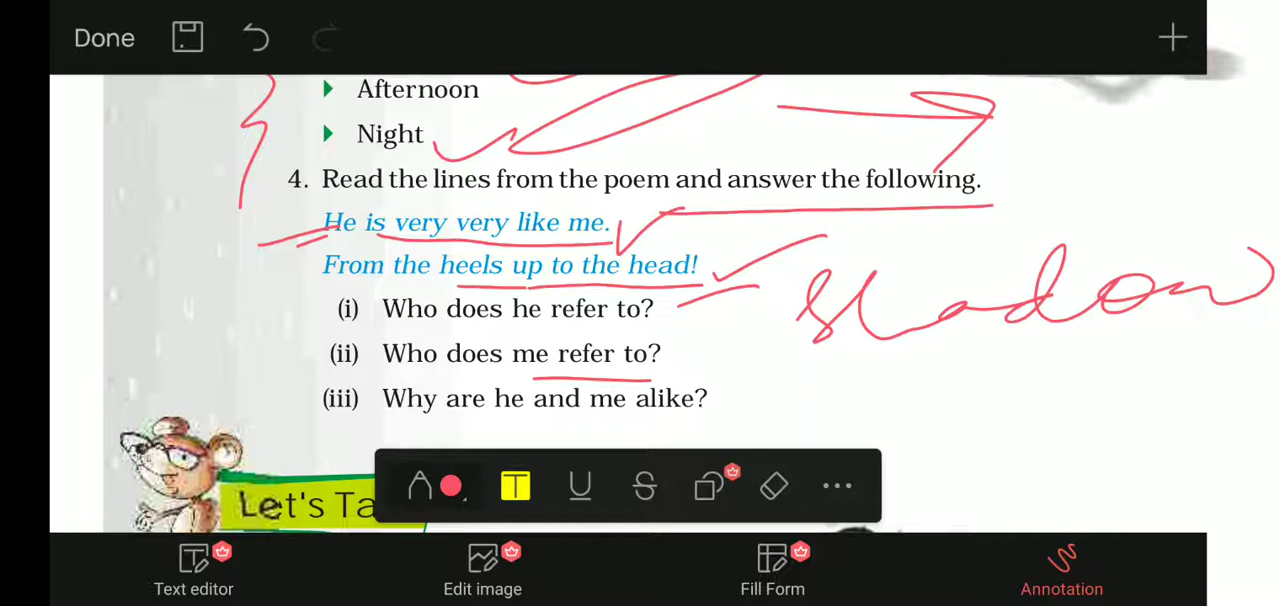 Done
Afternoon
Night
4. Read the lines from the poem and answer the following.
He is very very like me.
From the heels up to the head!
Shadow
(i) Who does he refer to?
(ii) Who does me refer to?
(iii) Why are he and me alike?
T
U
S
Let's Ta
Text editor
Edit image
Fill Form
Annotation